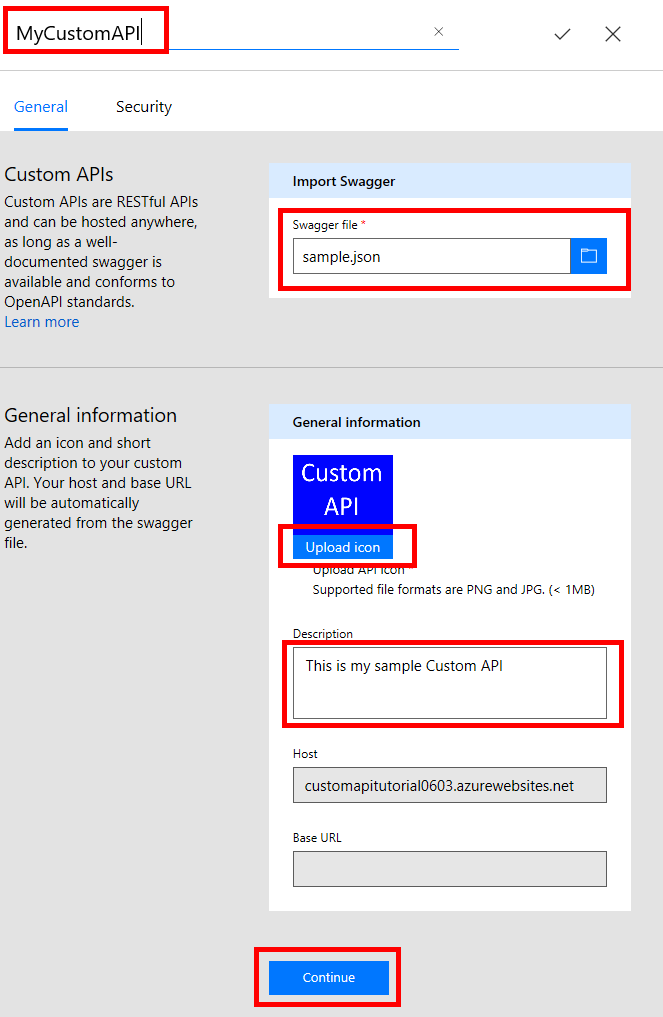 MyCustomAPI
General
Security
Custom APIs
Custom APIs are RESTful APIs
and can be hosted anywhere,
as long as a well-
documented swagger is
available and conforms to
OpenAPI standards.
Learn more
Import Swagger
Swagger file *
sample.json
General information
Add an icon and short
description to your custom
API. Your host and base URL
will be automatically
generated from the swagger
file.
General information
Custom
API
Upload icon
Upload API icon *
Supported file formats are PNG and JPG. (< 1MB)
Description
This is my sample Custom API
Host
customapitutorial0603.azurewebsites.net
Base URL
Continue